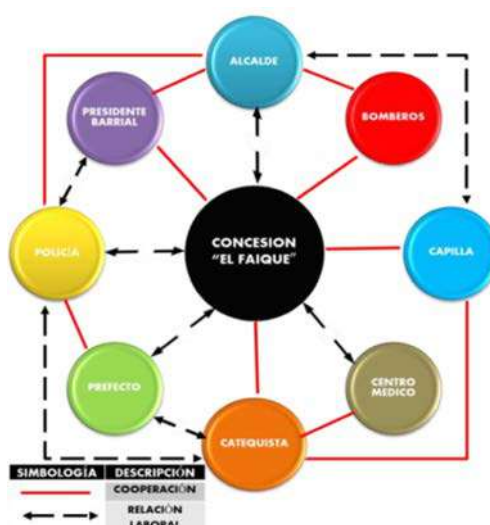 ALCALDE
PRESIDENTE
BARRIAL
BOMBEROS
POLICÍA
CONCESION
"EL FAIQUE"
CAPILLA
PREFECTO
CENTRO
MEDICO
CATEQUISTA
SIMBOLOGÍA DESCRIPCIÓN
COOPERACIÓN
RELACIÓN
LABORAL